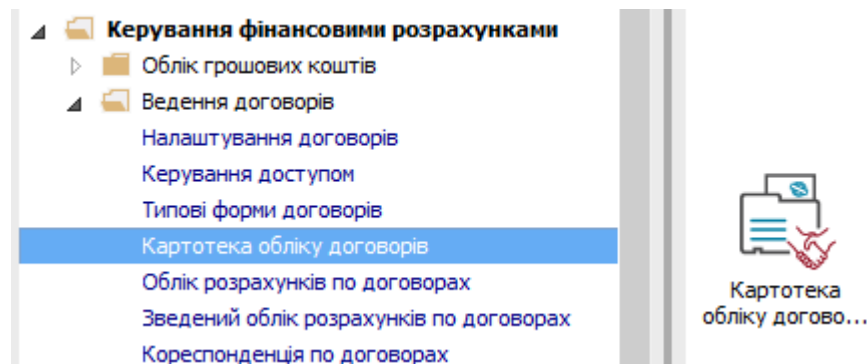 Керування фінансовими розрахунками
Облік грошових коштів
Ведення договорів
Налаштування договорів
Керування доступом
Типові форми договорів
Картотека обліку договорів
Облік розрахунків по договорах
Зведений облік розрахунків по договорах
Кореспонденція по договорах
Картотека
обліку догово...